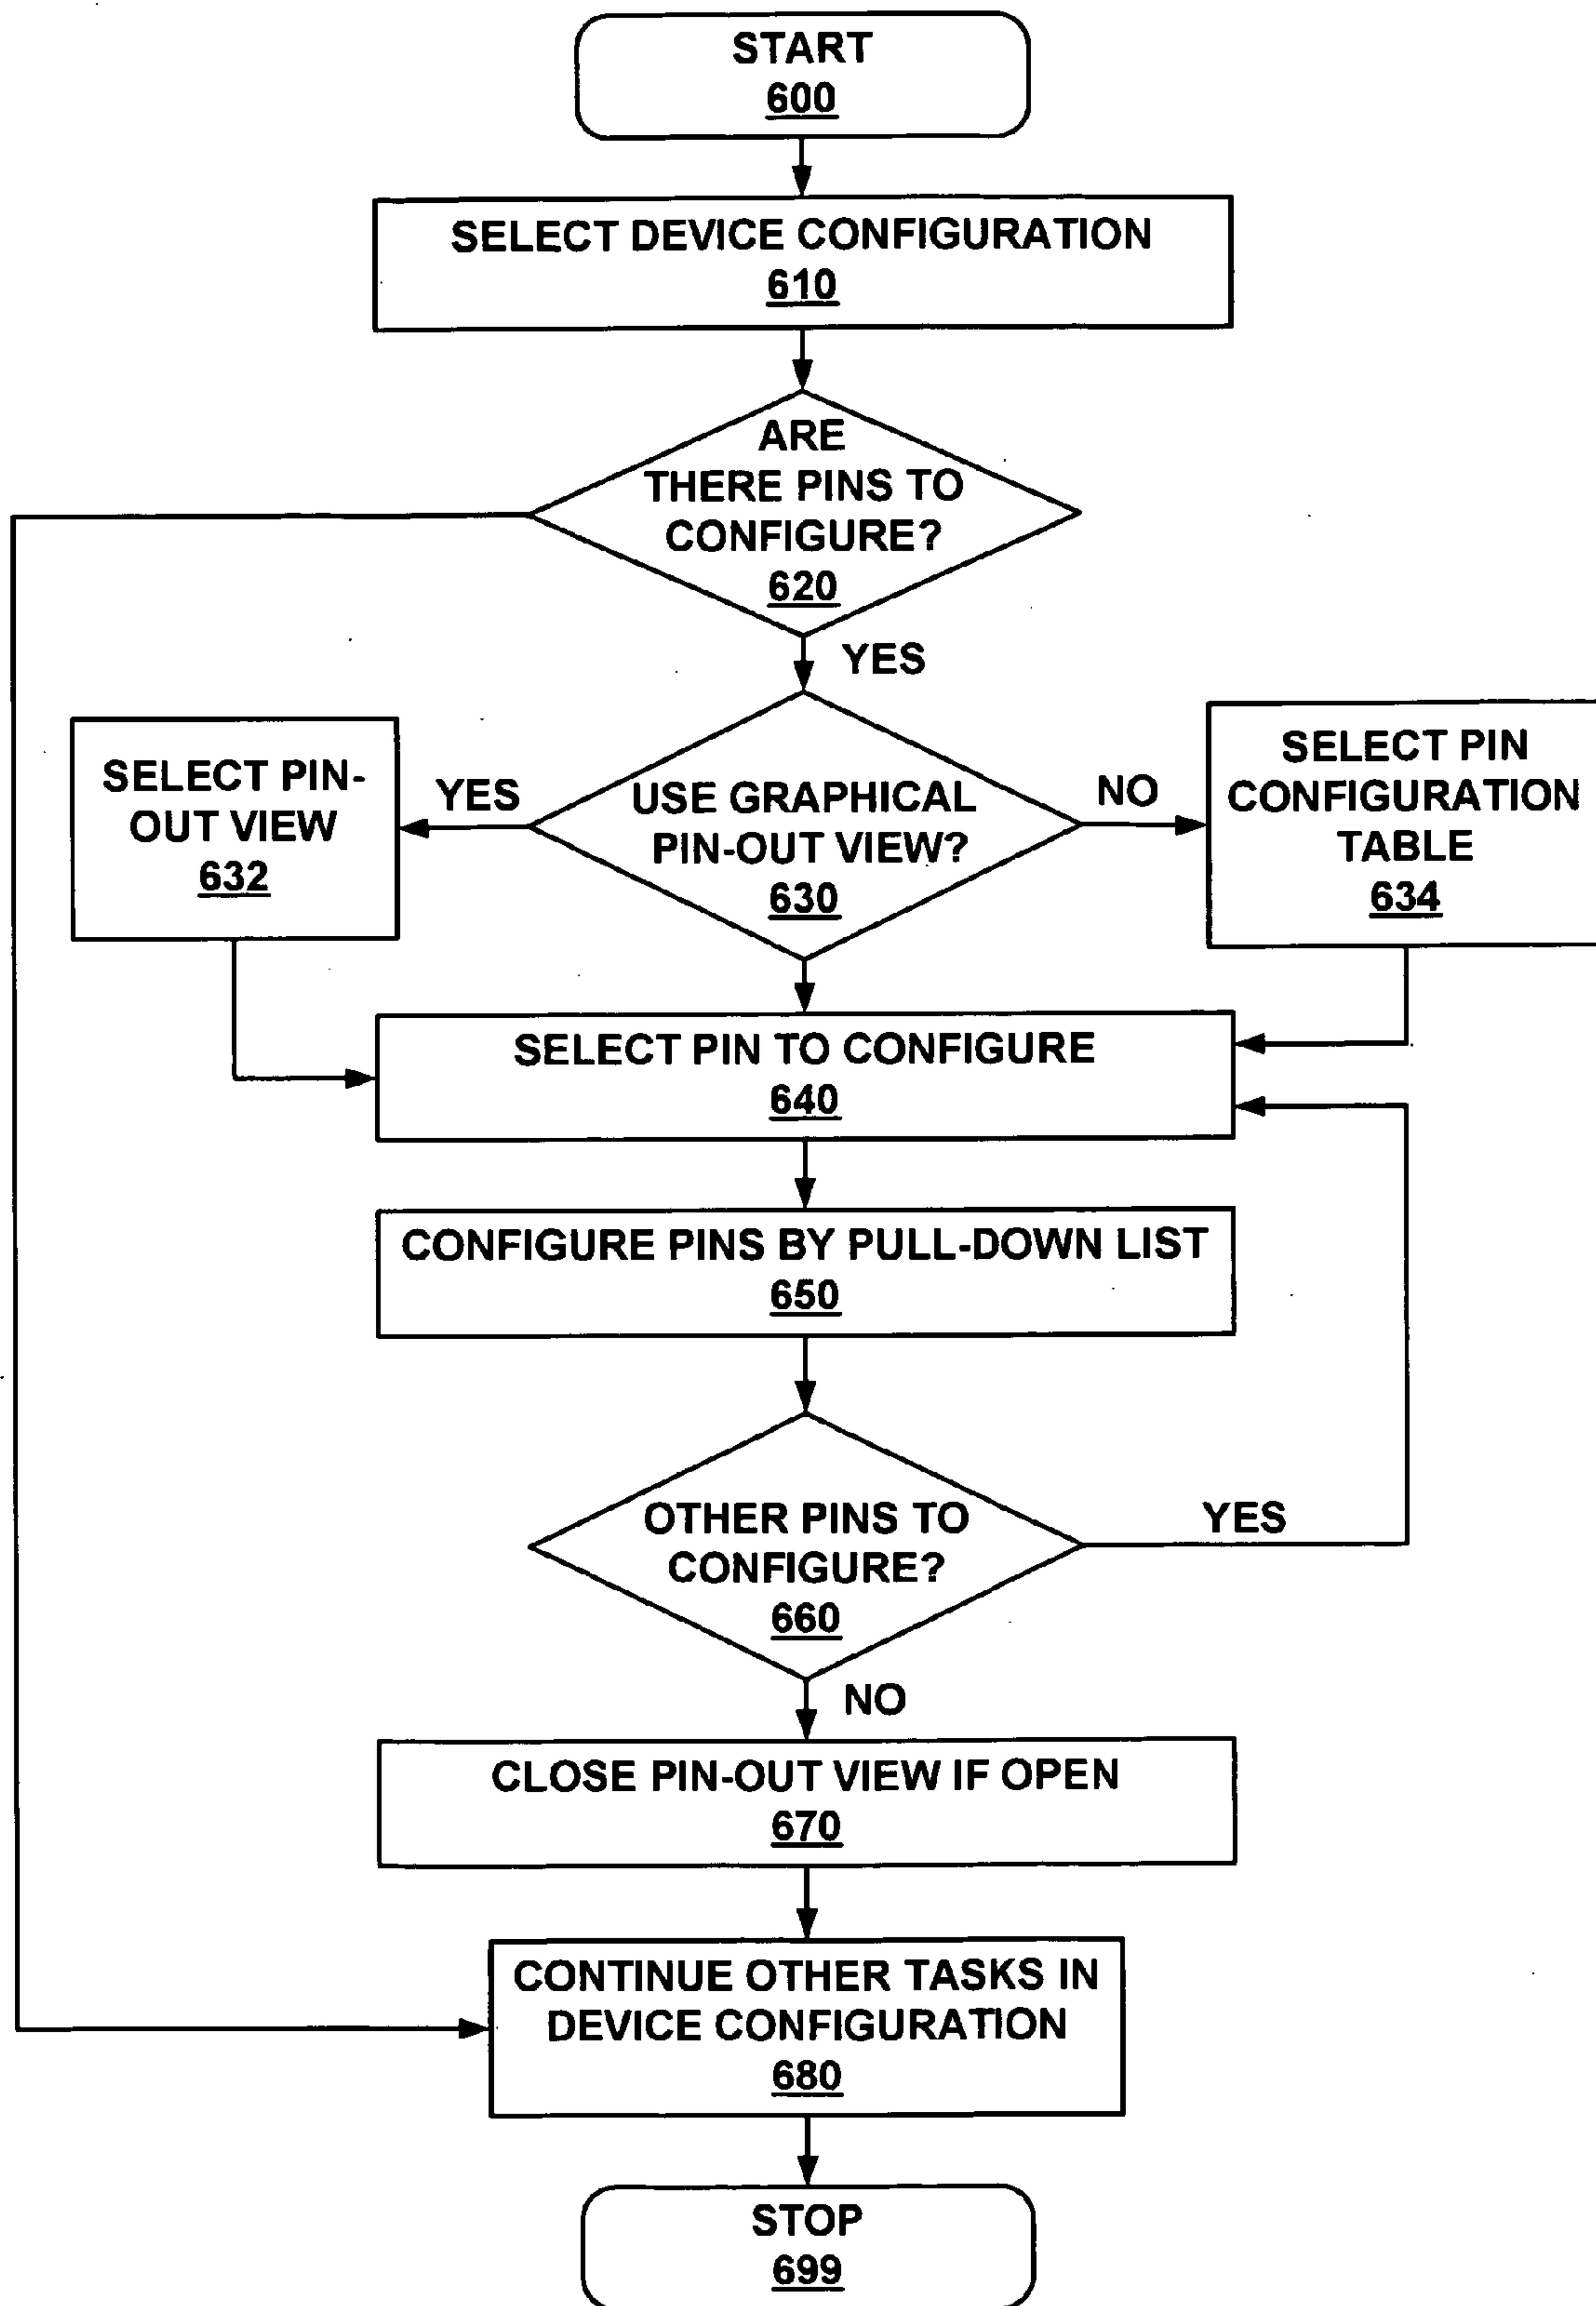 START
600
SELECT DEVICE CONFIGURATION
610
ARE
THERE PINS TO
CONFIGURE?
620
YES
SELECT PIN-
OUT VIEW
632
YES
USE GRAPHICAL
PIN-OUT VIEW?
630
NO
SELECT PIN
CONFIGURATION
TABLE
634
SELECT PIN TO CONFIGURE
640
CONFIGURE PINS BY PULL-DOWN LIST
650
OTHER PINS TO
CONFIGURE?
660
YES
NO
CLOSE PIN-OUT VIEW IF OPEN
670
CONTINUE OTHER TASKS IN
DEVICE CONFIGURATION
680
STOP
699